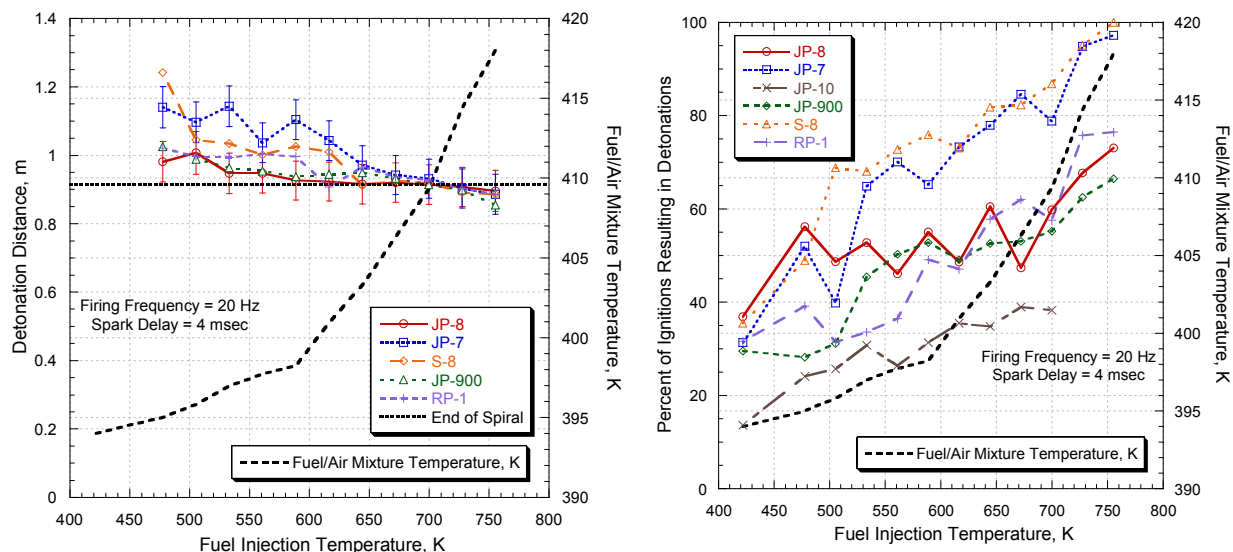 1.4
1.2
1
0.8
0.6
0.4
0.2
0
Detonation Distance, m
420
415
410
405
400
395
390
Fuel/Air Mixture Temperature, K
400 450 500 550 600 650 700 750 800
Fuel Injection Temperature, K
Firing Frequency = 20 Hz
Spark Delay = 4 msec
JP-8
JP-7
S-8
JP-900
RP-1
End of Spiral
Fuel/Air Mixture Temperature, K
100
90
80
70
60
50
40
30
20
10
0
Percent of Ignitions Resulting in Detonations
420
415
410
405
400
395
390
Fuel/Air Mixture Temperature, K
400 450 500 550 600 650 700 750 800
Fuel Injection Temperature, K
JP-8
JP-7
JP-10
JP-900
S-8
RP-1
Firing Frequency = 20 Hz
Spark Delay = 4 msec
Fuel/Air Mixture Temperature, K